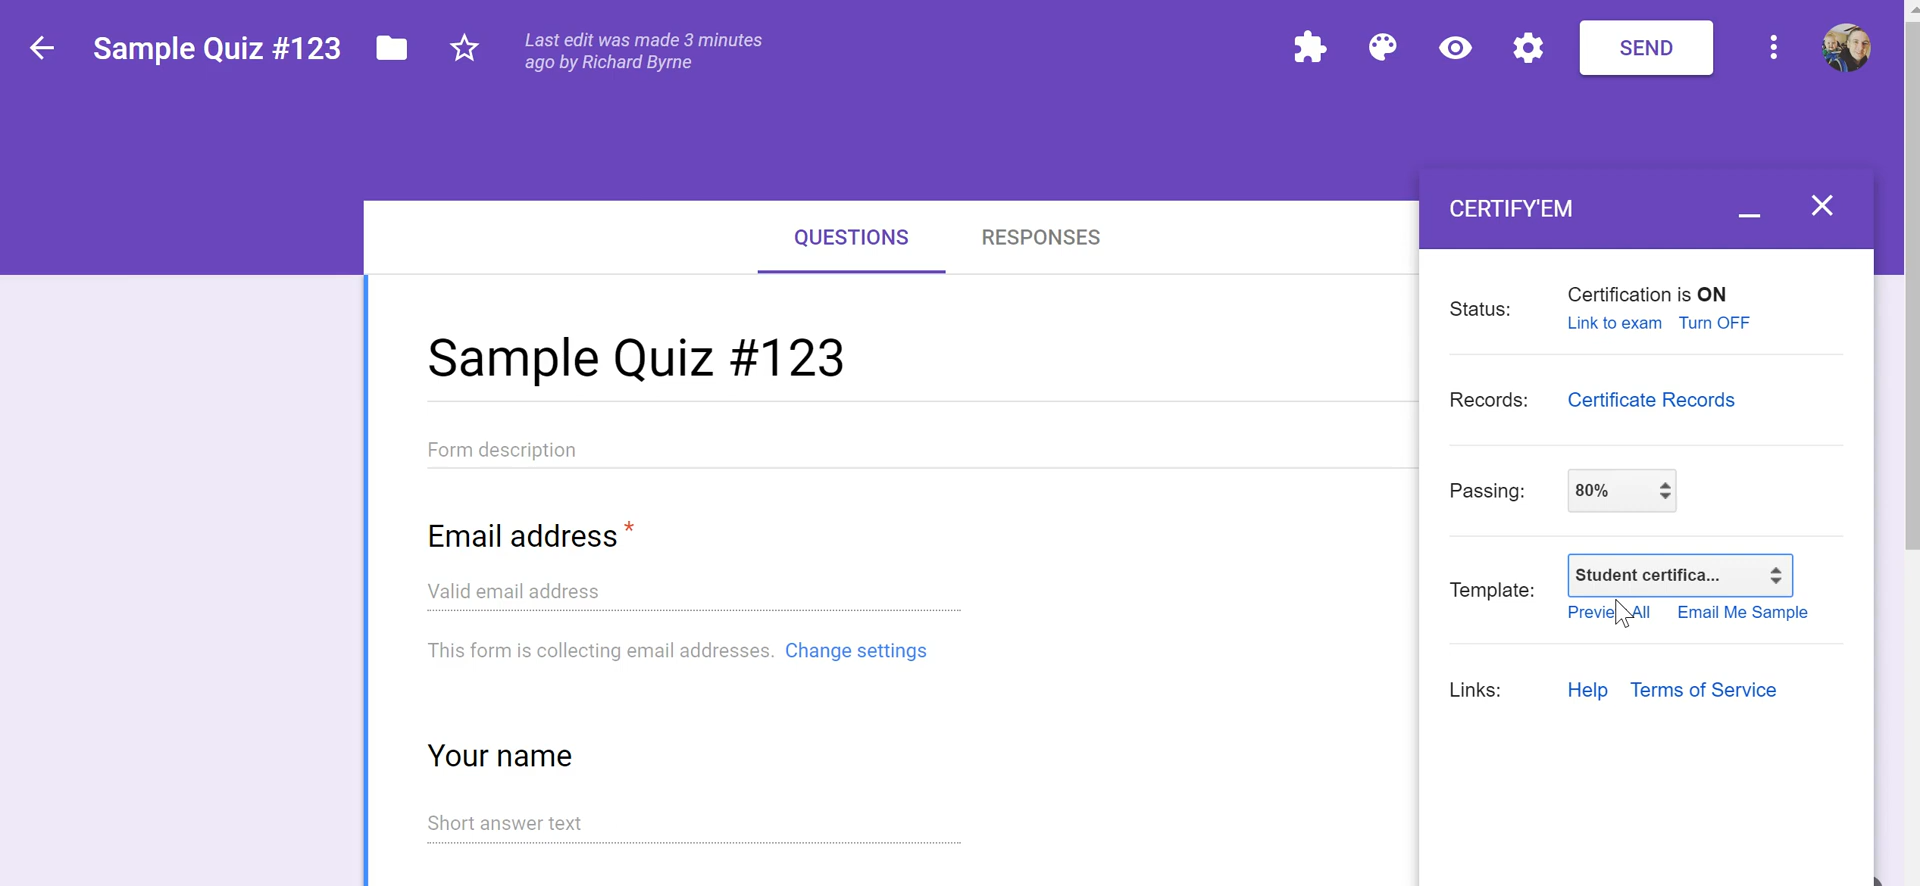 Sample Quiz #123
Last edit was made 3 minutes
ago by Richard Byrne
SEND
QUESTIONS
RESPONSES
Sample Quiz #123
Form description
Email address *
Valid email address
This form is collecting email addresses. Change settings
Your name
Short answer text
CERTIFY'EM
Status:
Certification is ON
Link to exam Turn OFF
Records:
Certificate Records
Passing:
80%
Template:
Student certifica...
Previe All Email Me Sample
Links:
Help Terms of Service